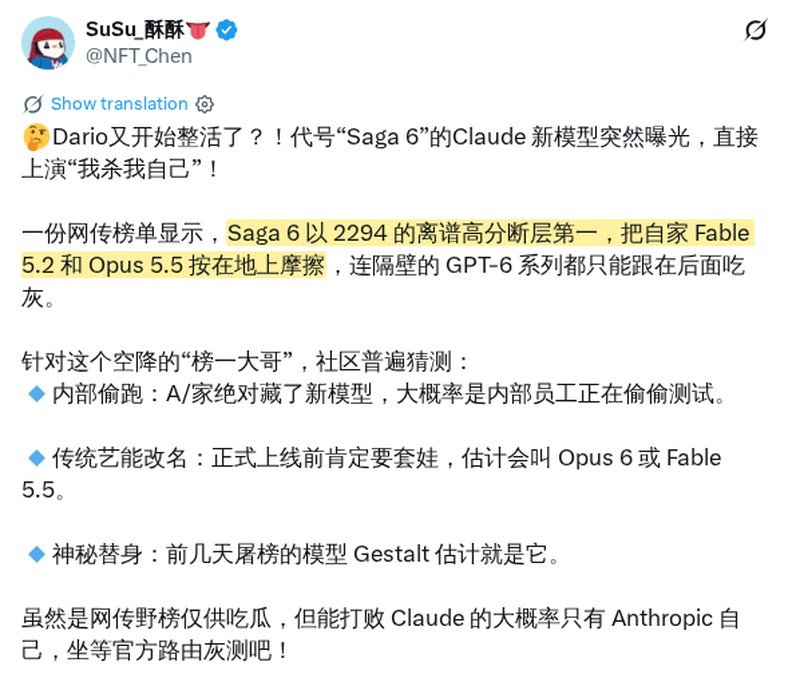 SuSu_酥酥👅
@NFT_Chen
Show translation
🤔Dario又开始整活了？！代号“Saga 6”的Claude 新模型突然曝光，直接
上演“我杀我自己”！
一份网传榜单显示，Saga 6 以 2294 的离谱高分断层第一，把自家 Fable
5.2 和 Opus 5.5 按在地上摩擦，连隔壁的 GPT-6 系列都只能跟在后面吃
灰。
针对这个空降的“榜一大哥”，社区普遍猜测：
🔹内部偷跑：A/家绝对藏了新模型，大概率是内部员工正在偷偷测试。
🔹传统艺能改名：正式上线前肯定要套娃，估计会叫 Opus 6 或 Fable
5.5。
🔹神秘替身：前几天屠榜的模型 Gestalt 估计就是它。
虽然是网传野榜仅供吃瓜，但能打败 Claude 的大概率只有 Anthropic 自
己，坐等官方路由灰测吧！